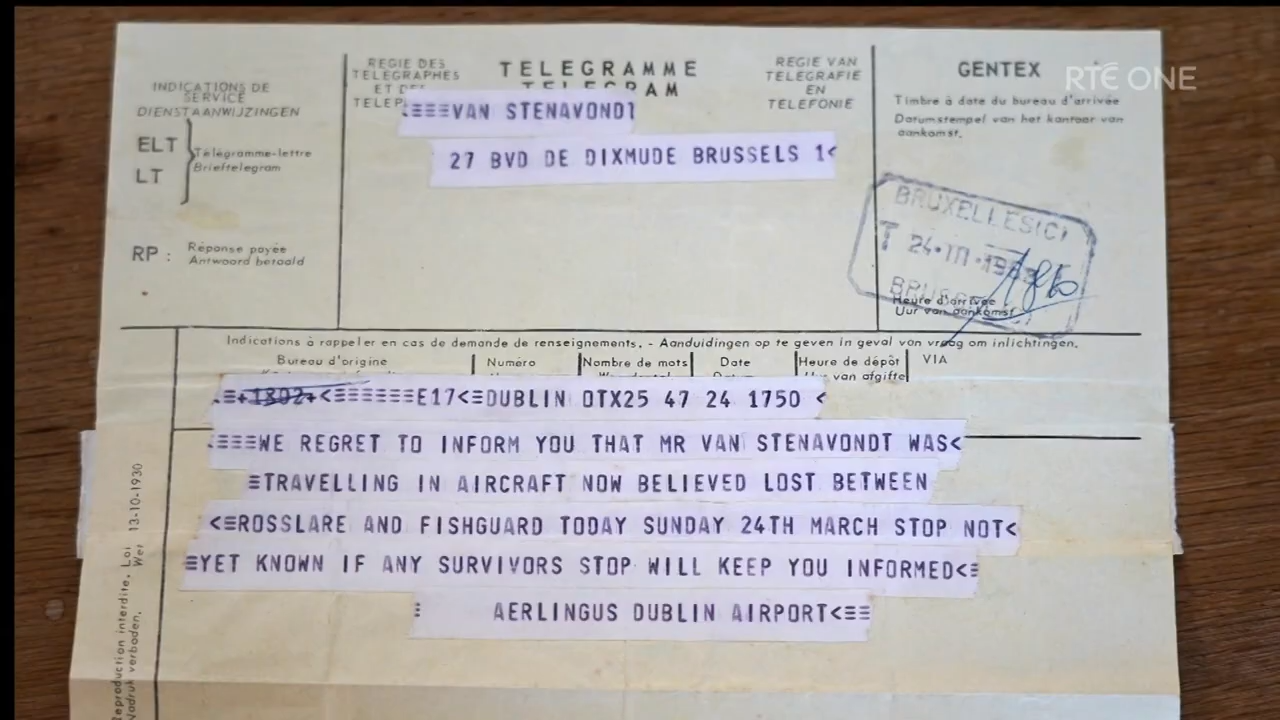 RTÉ ONE
INDICATIONS DE
SERVICE
DIENSTAANWIJZINGEN
ELT
LT
Télégramme-lettre
Brieftelegram
RP : Réponse payée
Antwoord betaald
REGIE DES
TELEGRAPHES
ET DES
TELEP
TELEGRAMME
TELEGRAM
REGIE VAN
TELEGRAFIE
EN
TELEFONIE
≡≡≡VAN STENAVONDT
27 BVD DE DIXMUDE BRUSSELS 1<
GENTEX
Timbre à date du bureau d'arrivée
Datumstempel van het kantoor van
aankomst.
BRUXELLES(C)
T 24•III•196
BRUSS
Heure d'arrivée
Uur van aankomst
Indications à rappeler en cas de demande de renseignements. - Aanduidingen op te geven in geval van vraag om inlichtingen.
Bureau d'origine
Numéro
Nombre de mots
Date
Heure de dépôt
Uur van afgifte
VIA
≡+1802+<≡≡≡≡≡≡E17<≡DUBLIN OTX25 47 24 1750 <
≡≡≡WE REGRET TO INFORM YOU THAT MR VAN STENAVONDT WAS<
≡TRAVELLING IN AIRCRAFT NOW BELIEVED LOST BETWEEN
<≡ROSSLARE AND FISHGUARD TODAY SUNDAY 24TH MARCH STOP NOT<
≡YET KNOWN IF ANY SURVIVORS STOP WILL KEEP YOU INFORMED<≡
AERLINGUS DUBLIN AIRPORT<≡≡
Reproduction interdite. Loi
Nadruk verboden. Wet 13-10-1930